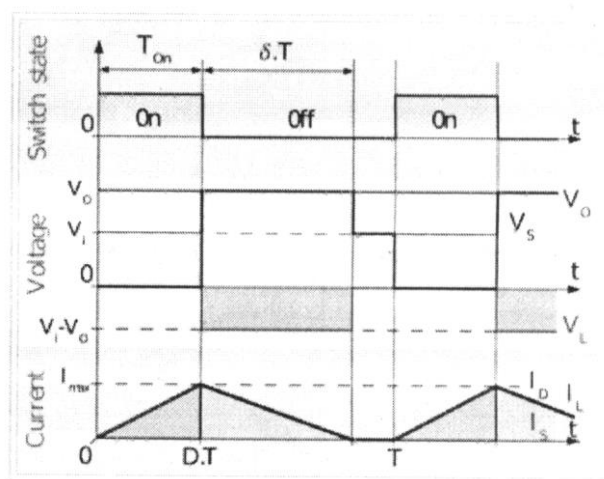 Switch state
T_On
δ.T
0
On
Off
On
t
Voltage
V_o
V_i
0
V_i-V_o
V_O
V_S
t
V_L
Current
I_max
I_D
I_L
I_S
t
0
D.T
T